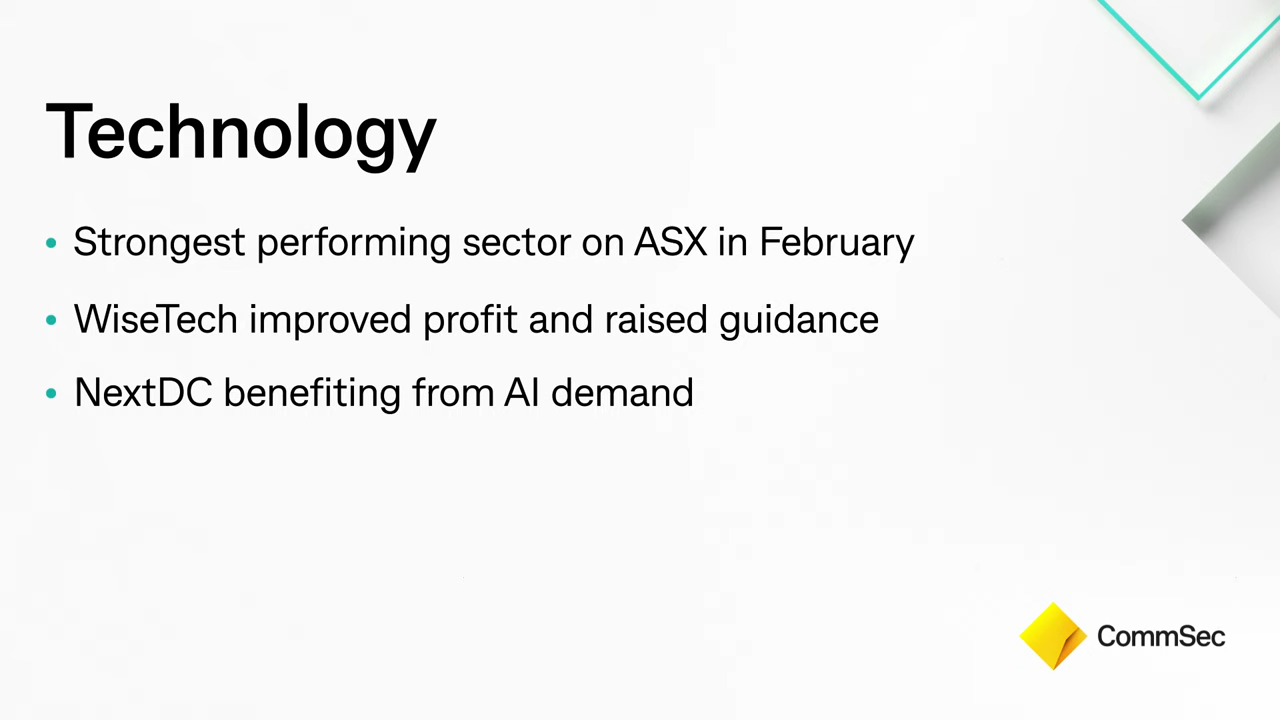 Technology
• Strongest performing sector on ASX in February
• WiseTech improved profit and raised guidance
• NextDC benefiting from AI demand
CommSec